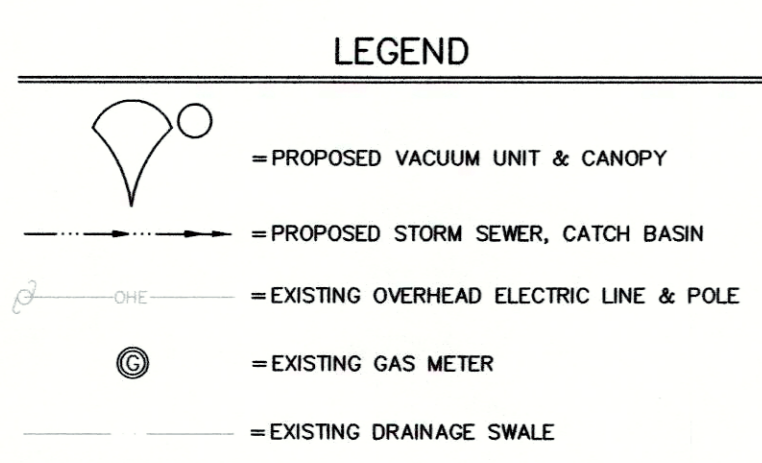 LEGEND
=PROPOSED VACUUM UNIT & CANOPY
=PROPOSED STORM SEWER, CATCH BASIN
OHE =EXISTING OVERHEAD ELECTRIC LINE & POLE
G =EXISTING GAS METER
=EXISTING DRAINAGE SWALE